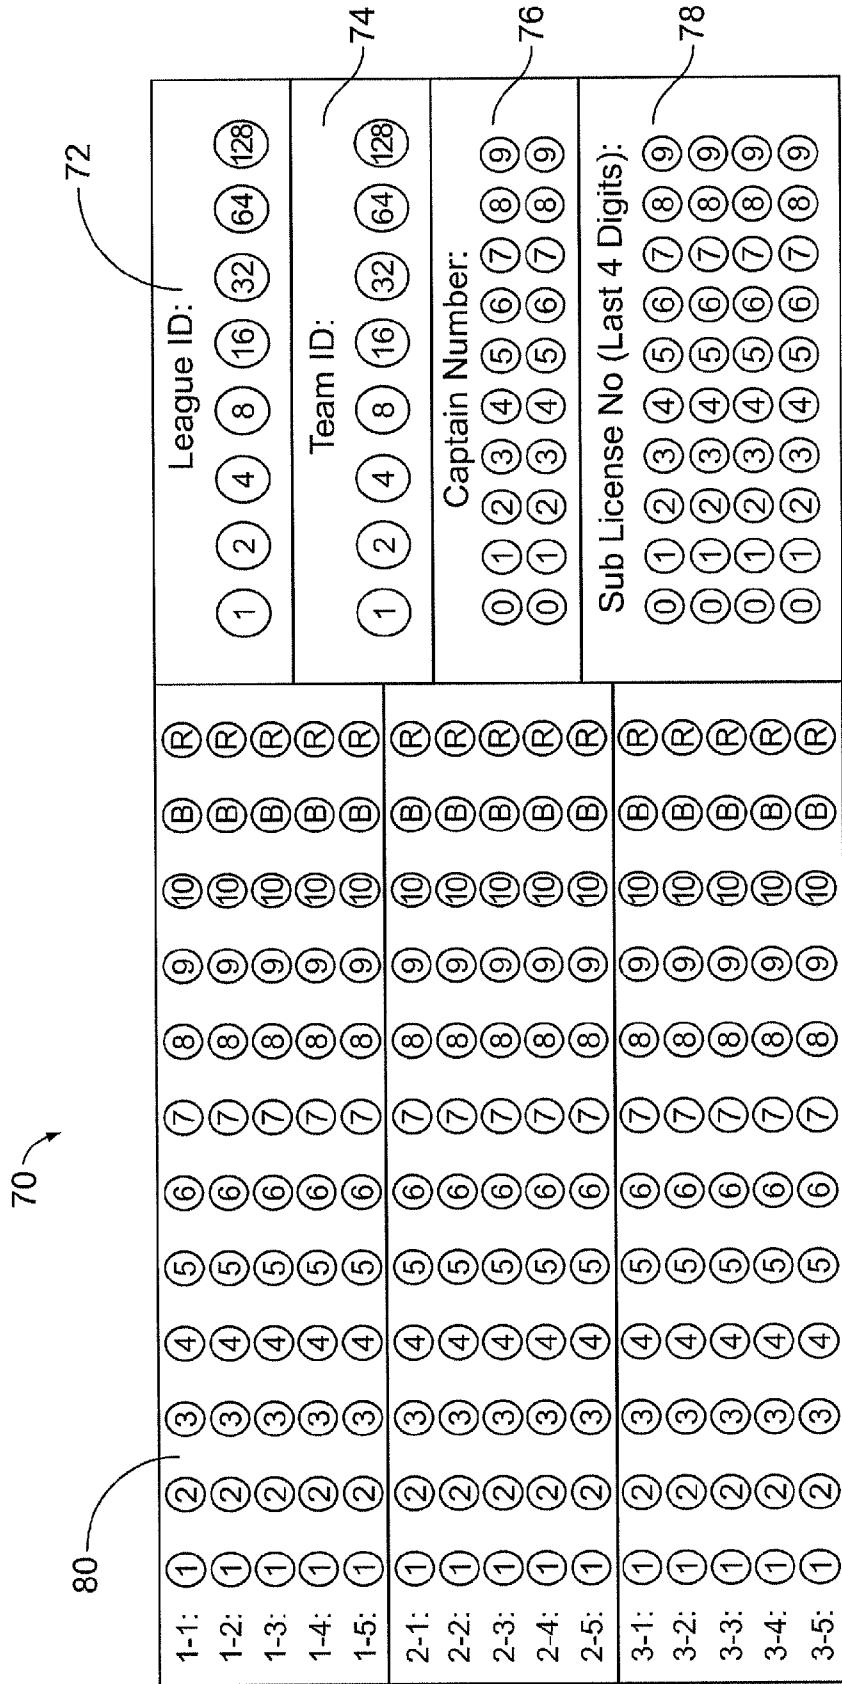 70
80
72
74
76
78
1-1: 1 2 3 4 5 6 7 8 9 10 B R
1-2: 1 2 3 4 5 6 7 8 9 10 B R
1-3: 1 2 3 4 5 6 7 8 9 10 B R
1-4: 1 2 3 4 5 6 7 8 9 10 B R
1-5: 1 2 3 4 5 6 7 8 9 10 B R
2-1: 1 2 3 4 5 6 7 8 9 10 B R
2-2: 1 2 3 4 5 6 7 8 9 10 B R
2-3: 1 2 3 4 5 6 7 8 9 10 B R
2-4: 1 2 3 4 5 6 7 8 9 10 B R
2-5: 1 2 3 4 5 6 7 8 9 10 B R
3-1: 1 2 3 4 5 6 7 8 9 10 B R
3-2: 1 2 3 4 5 6 7 8 9 10 B R
3-3: 1 2 3 4 5 6 7 8 9 10 B R
3-4: 1 2 3 4 5 6 7 8 9 10 B R
3-5: 1 2 3 4 5 6 7 8 9 10 B R
League ID:
1 2 4 8 16 32 64 128
Team ID:
1 2 4 8 16 32 64 128
Captain Number:
0 1 2 3 4 5 6 7 8 9
0 1 2 3 4 5 6 7 8 9
Sub License No (Last 4 Digits):
0 1 2 3 4 5 6 7 8 9
0 1 2 3 4 5 6 7 8 9
0 1 2 3 4 5 6 7 8 9
0 1 2 3 4 5 6 7 8 9